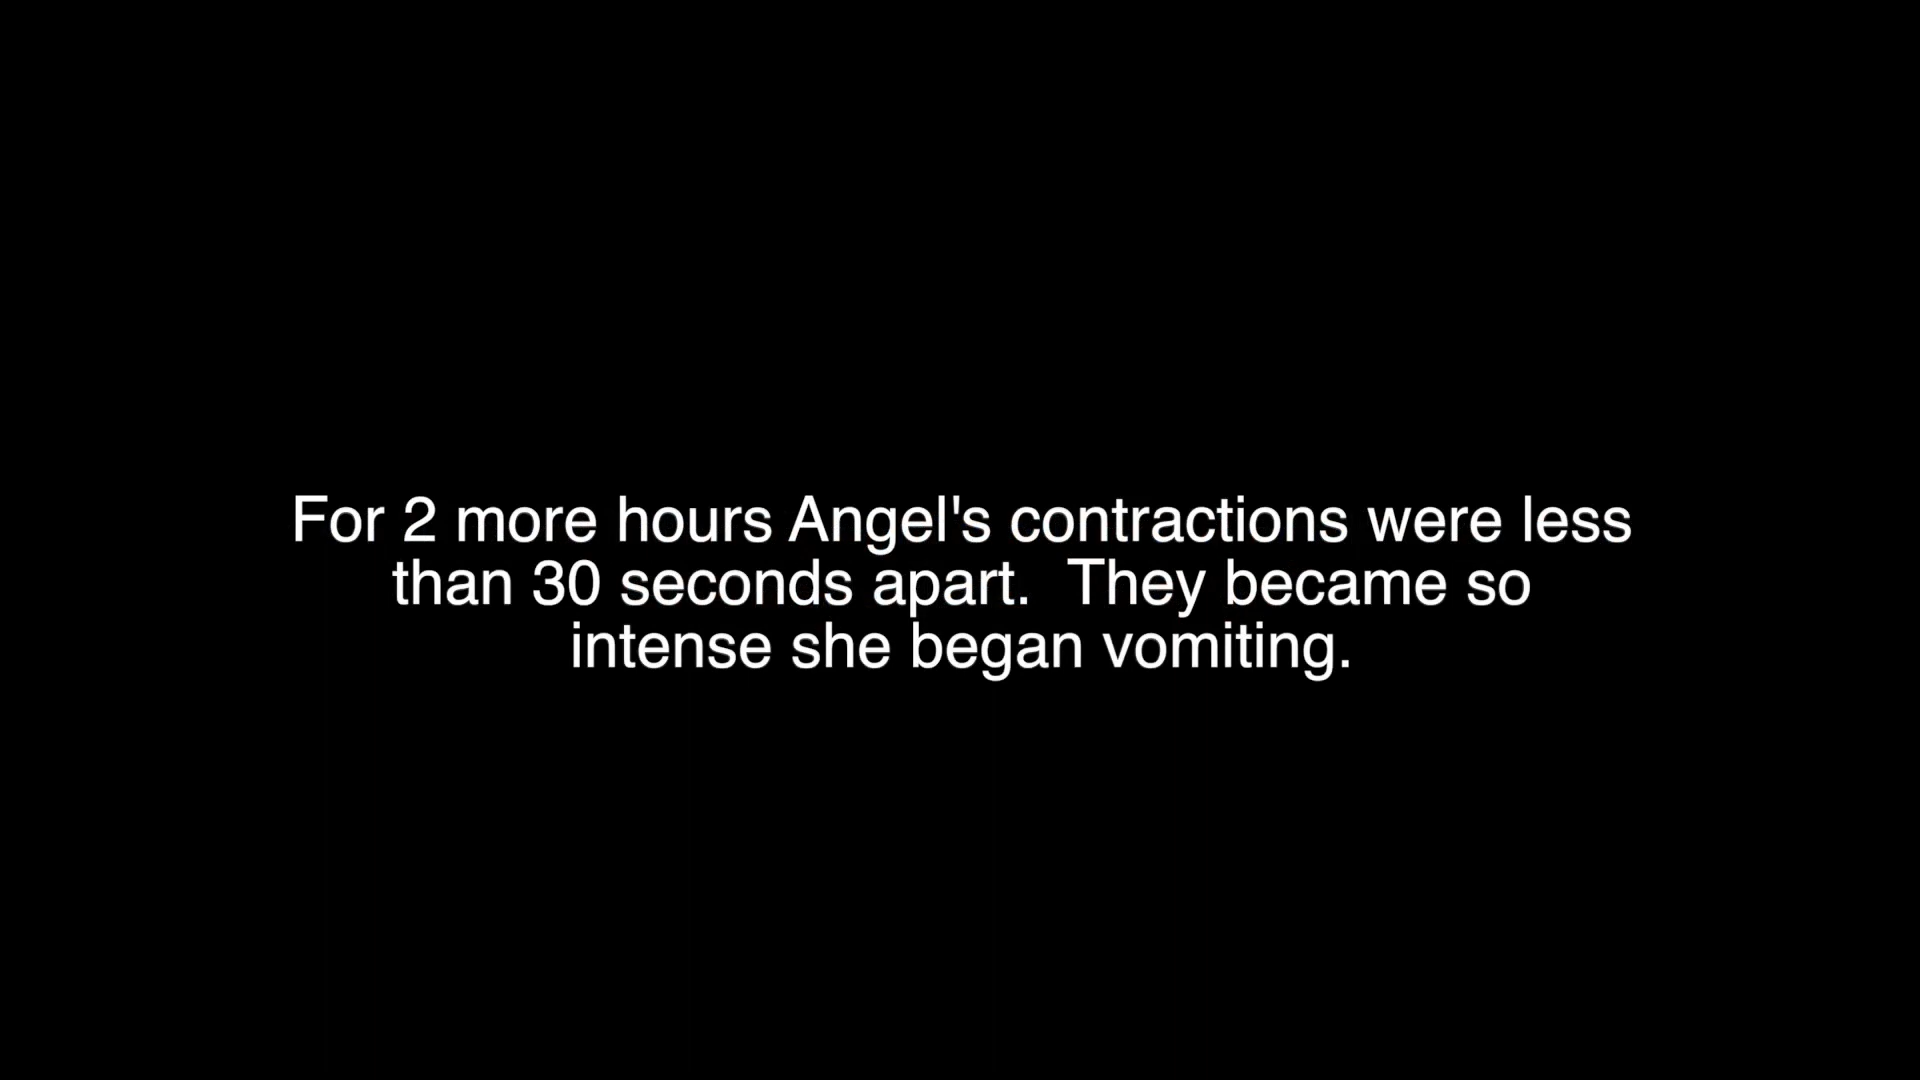 For 2 more hours Angel's contractions were less
than 30 seconds apart.  They became so
intense she began vomiting.